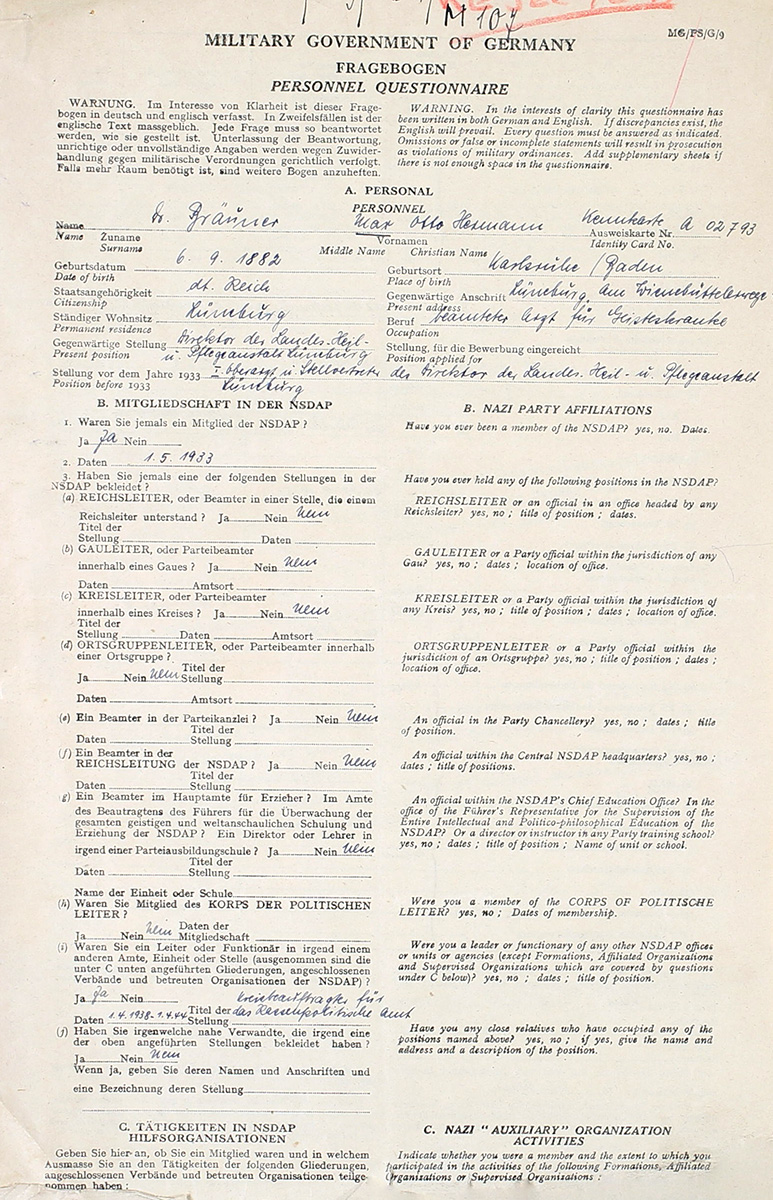 M 107
MG/PS/G/9
MILITARY GOVERNMENT OF GERMANY
FRAGEBOGEN
PERSONNEL QUESTIONNAIRE
WARNUNG. Im Interesse von Klarheit ist dieser Frage-
bogen in deutsch und englisch verfasst. In Zweifelsfällen ist der
englische Text massgeblich. Jede Frage muss so beantwortet
werden, wie sie gestellt ist. Unterlassung der Beantwortung,
unrichtige oder unvollständige Angaben werden wegen Zuwider-
handlung gegen militärische Verordnungen gerichtlich verfolgt.
Falls mehr Raum benötigt ist, sind weitere Bogen anzuheften.
WARNING. In the interests of clarity this questionnaire has
been written in both German and English. If discrepancies exist, the
English will prevail. Every question must be answered as indicated.
Omissions or false or incomplete statements will result in prosecution
as violations of military ordinances. Add supplementary sheets if
there is not enough space in the questionnaire.
A. PERSONAL
PERSONNEL
Name Dr. Bräuner Max Otto Hermann Kennkarte A 02793
Name Zuname Vornamen Ausweiskarte Nr.
Surname Middle Name Christian Name Identity Card No.
Geburtsdatum 6. 9. 1882 Geburtsort Karlsruhe / Baden
Date of birth Place of birth
Staatsangehörigkeit dt. Reich Gegenwärtige Anschrift Lüneburg, Am Wienebüttelerwege
Citizenship Present address
Ständiger Wohnsitz Lüneburg Beruf beamteter Arzt für Geisteskranke
Permanent residence Occupation
Gegenwärtige Stellung Direktor des Landes-Heil- Stellung, für die Bewerbung eingereicht
Present position u. Pflegeanstalt Lüneburg Position applied for
Stellung vor dem Jahre 1933 I. Oberarzt u. Stellvertreter des Direktor der Landes. Heil- u. Pflegeanstalt
Position before 1933 Lüneburg
B. MITGLIEDSCHAFT IN DER NSDAP
B. NAZI PARTY AFFILIATIONS
1. Waren Sie jemals ein Mitglied der NSDAP ?
Ja Ja Nein
Have you ever been a member of the NSDAP? yes, no. Dates.
2. Daten 1. 5. 1933
3. Haben Sie jemals eine der folgenden Stellungen in der
NSDAP bekleidet ?
Have you ever held any of the following positions in the NSDAP?
(a) REICHSLEITER, oder Beamter in einer Stelle, die einem
Reichsleiter unterstand ? Ja Nein Nein
Titel der
Stellung Daten
REICHSLEITER or an official in an office headed by any
Reichsleiter? yes, no ; title of position ; dates.
(b) GAULEITER, oder Parteibeamter
innerhalb eines Gaues ? Ja Nein Nein
Daten Amtsort
GAULEITER or a Party official within the jurisdiction of any
Gau? yes, no ; dates ; location of office.
(c) KREISLEITER, oder Parteibeamter
innerhalb eines Kreises ? Ja Nein Nein
Titel der
Stellung Daten Amtsort
KREISLEITER or a Party official within the jurisdiction of
any Kreis? yes, no ; title of position ; dates ; location of office.
(d) ORTSGRUPPENLEITER, oder Parteibeamter innerhalb
einer Ortsgruppe ?
Titel der
Ja Nein Nein Stellung
Daten Amtsort
ORTSGRUPPENLEITER or a Party official within the
jurisdiction of an Ortsgruppe? yes, no ; title of position ; dates ;
location of office.
(e) Ein Beamter in der Parteikanzlei ? Ja Nein Nein
Titel der
Daten Stellung
An official in the Party Chancellery? yes, no ; dates ; title
of position.
(f) Ein Beamter in der
REICHSLEITUNG der NSDAP ? Ja Nein Nein
Titel der
Daten Stellung
An official within the Central NSDAP headquarters? yes, no ;
dates ; title of positions.
g) Ein Beamter im Hauptamte für Erzieher ? Im Amte
des Beautragtens des Führers für die Überwachung der
gesamten geistigen und weltanschaulichen Schulung und
Erziehung der NSDAP ? Ein Direktor oder Lehrer in
irgend einer Parteiausbildungschule ? Ja Nein Nein
Titel der
Daten Stellung
Name der Einheit oder Schule
An official within the NSDAP's Chief Education Office? In the
office of the Führer's Representative for the Supervision of the
Entire Intellectual and Politico-philosophical Education of the
NSDAP? Or a director or instructor in any Party training school?
yes, no ; dates ; title of position ; Name of unit or school.
(h) Waren Sie Mitglied des KORPS DER POLITISCHEN
LEITER ?
Daten der
Ja Nein Nein Mitgliedschaft
Were you a member of the CORPS OF POLITISCHE
LEITER? yes, no ; Dates of membership.
(i) Waren Sie ein Leiter oder Funktionär in irgend einem
anderen Amte, Einheit oder Stelle (ausgenommen sind die
unter C unten angeführten Gliederungen, angeschlossenen
Verbände und betreuten Organisationen der NSDAP) ?
Ja Ja Nein Kreisbeauftragter für
Titel der das Rassenpolitische Amt
Daten 1.4.1938-1.4.44 Stellung
Were you a leader or functionary of any other NSDAP offices
or units or agencies (except Formations, Affiliated Organizations
and Supervised Organizations which are covered by questions
under C below)? yes, no ; dates ; title of position.
(j) Haben Sie irgenwelche nahe Verwandte, die irgend eine
der oben angeführten Stellungen bekleidet haben ?
Ja Nein Nein
Wenn ja, geben Sie deren Namen und Anschriften und
eine Bezeichnung deren Stellung
Have you any close relatives who have occupied any of the
positions named above? yes, no ; if yes, give the name and
address and a description of the position.
C. TÄTIGKEITEN IN NSDAP
HILFSORGANISATIONEN
Geben Sie hier an, ob Sie ein Mitglied waren und in welchem
Ausmasse Sie an den Tätigkeiten der folgenden Gliederungen,
angeschlossenen Verbände und betreuten Organisationen teilge-
nommen haben :
C. NAZI "AUXILIARY" ORGANIZATION
ACTIVITIES
Indicate whether you were a member and the extent to which you
participated in the activities of the following Formations, Affiliated
Organizations or Supervised Organizations :